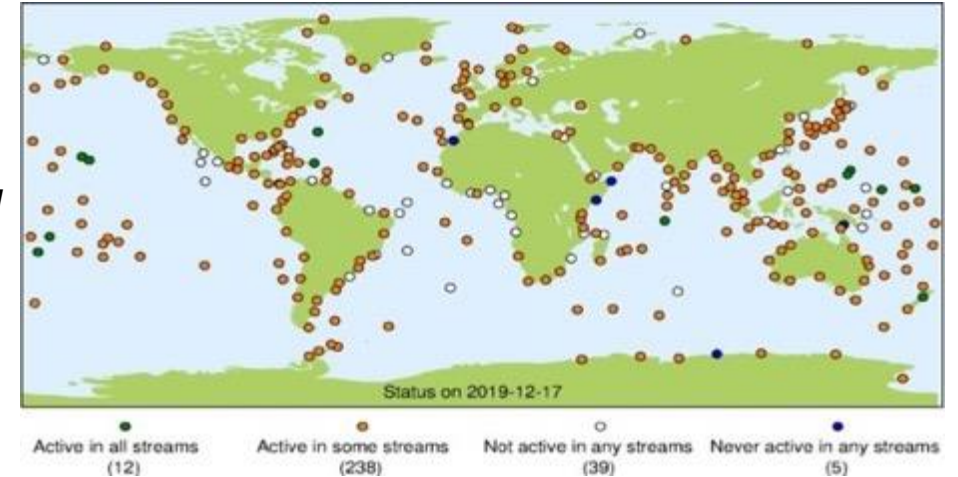 Status on 2019-12-17
Active in all streams
(12)
Active in some streams
(238)
Not active in any streams
(39)
Never active in any streams
(5)